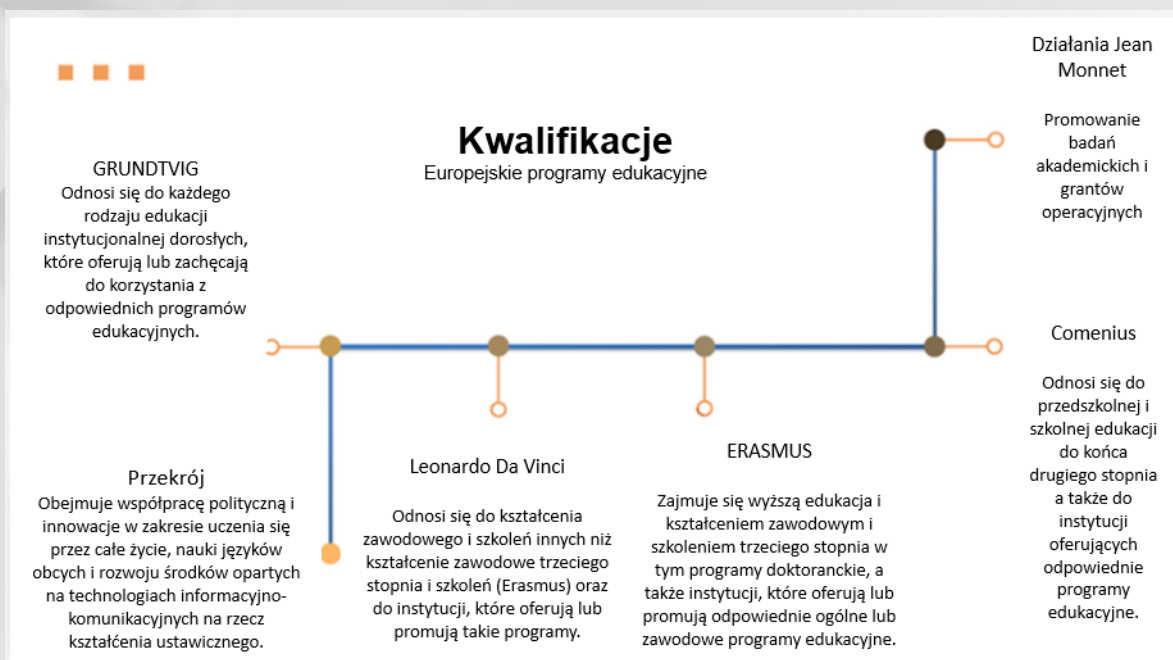 Kwalifikacje
Europejskie programy edukacyjne
GRUNDTVIG
Odnosi się do każdego
rodzaju edukacji
instytucjonalnej dorosłych,
które oferują lub zachęcają
do korzystania z
odpowiednich programów
edukacyjnych.
Przekrój
Obejmuje współpracę polityczną i
innowacje w zakresie uczenia się
przez całe życie, nauki języków
obcych i rozwoju środków opartych
na technologiach informacyjno-
komunikacyjnych na rzecz
kształćenia ustawicznego.
Leonardo Da Vinci
Odnosi się do kształcenia
zawodowego i szkoleń innych niż
kształcenie zawodowe trzeciego
stopnia i szkoleń (Erasmus) oraz
do instytucji, które oferują lub
promują takie programy.
ERASMUS
Zajmuje się wyższą edukacja i
kształceniem zawodowym i
szkoleniem trzeciego stopnia w
tym programy doktoranckie, a
także instytucji, które oferują lub
promują odpowiednie ogólne lub
zawodowe programy edukacyjne.
Działania Jean
Monnet
Promowanie
badań
akademickich i
grantów
operacyjnych
Comenius
Odnosi się do
przedszkolnej i
szkolnej edukacji
do końca
drugiego stopnia
a także do
instytucji
oferujących
odpowiednie
programy
edukacyjne.